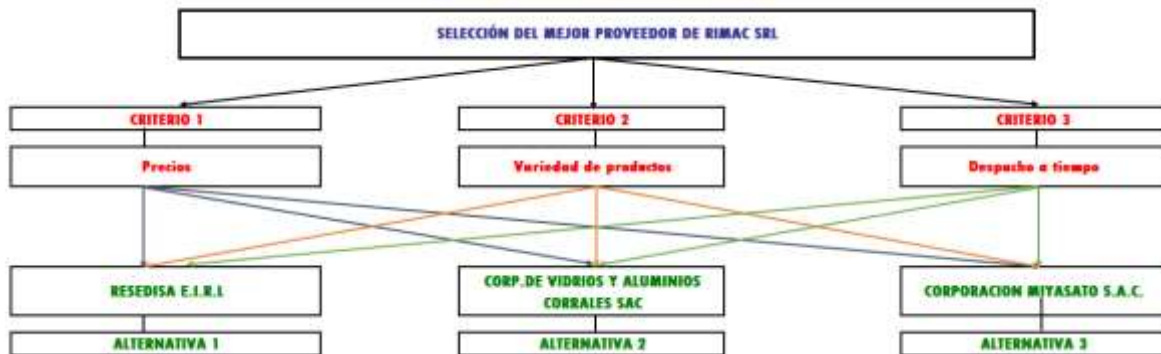 SELECCIÓN DEL MEJOR PROVEEDOR DE RIMAC SRL
CRITERIO 1
CRITERIO 2
CRITERIO 3
Precios
Variedad de productos
Despacho a tiempo
RESEDISA E.I.R.L
CORP.DE VIDRIOS Y ALUMINIOS
CORRALES SAC
CORPORACION MIYASATO S.A.C.
ALTERNATIVA 1
ALTERNATIVA 2
ALTERNATIVA 3